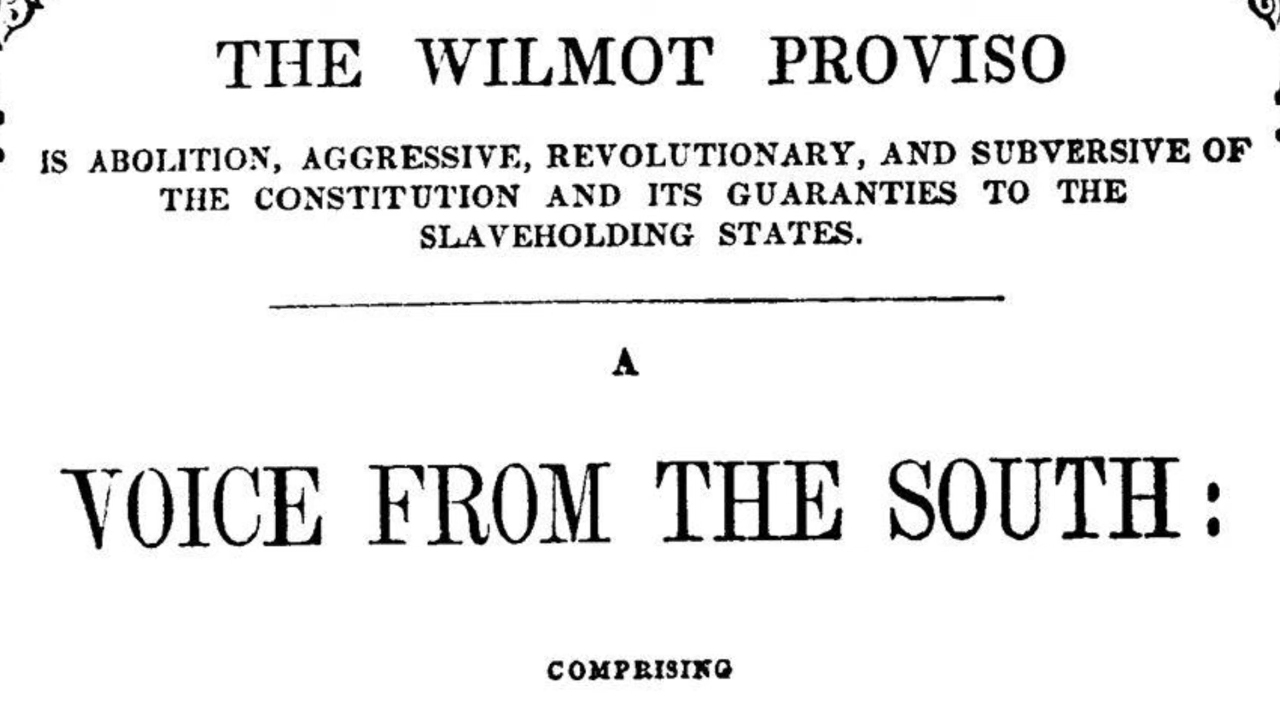 THE WILMOT PROVISO
IS ABOLITION, AGGRESSIVE, REVOLUTIONARY, AND SUBVERSIVE OF
THE CONSTITUTION AND ITS GUARANTIES TO THE
SLAVEHOLDING STATES.
A
VOICE FROM THE SOUTH:
COMPRISING